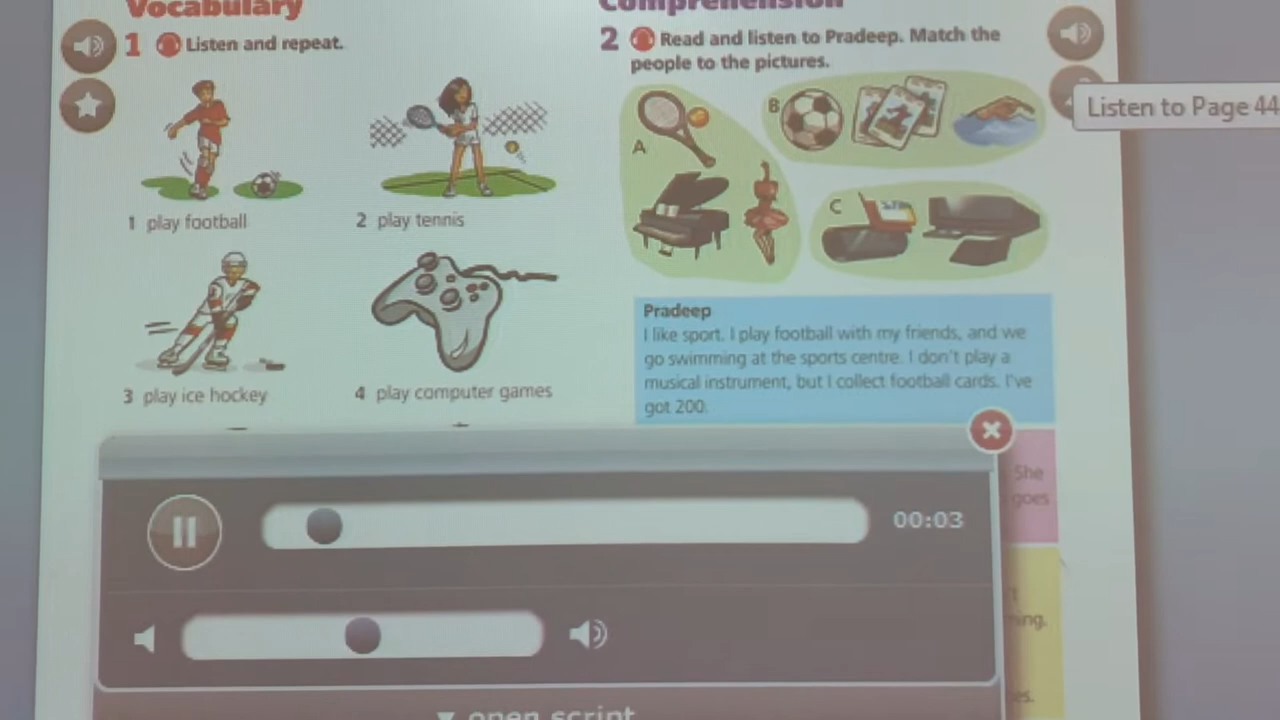 Vocabulary
1 Listen and repeat.
1 play football
2 play tennis
3 play ice hockey
4 play computer games
Comprehension
2 Read and listen to Pradeep. Match the
people to the pictures.
A
B
C
Pradeep
I like sport. I play football with my friends, and we
go swimming at the sports centre. I don't play a
musical instrument, but I collect football cards. I've
got 200.
She
goes
Listen to Page 44
00:03
open script